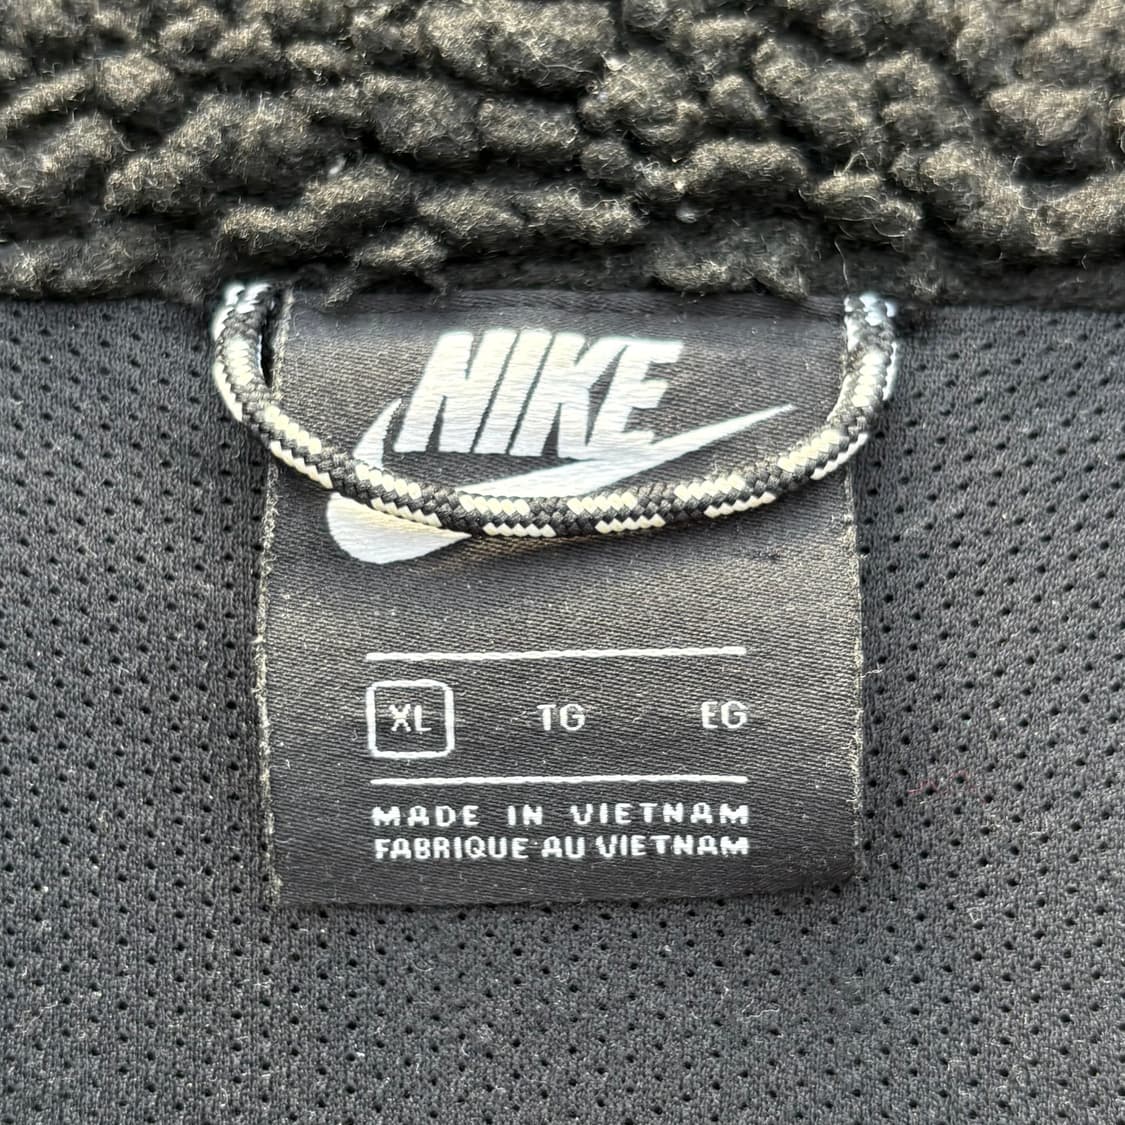 NIKE
XL TG EG
MADE IN VIETNAM
FABRIQUE AU VIETNAM